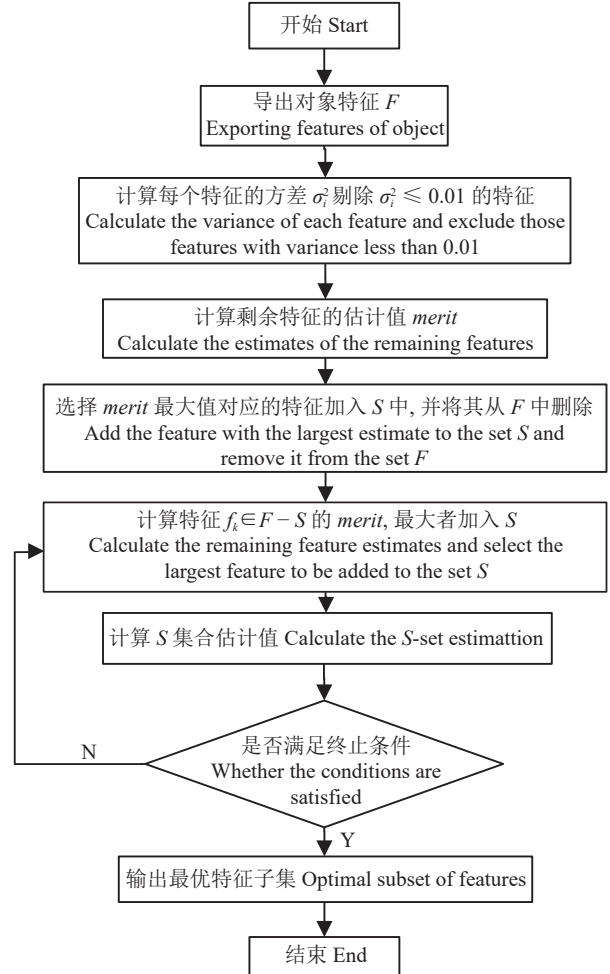 开始 Start
导出对象特征 F
Exporting features of object
计算每个特征的方差 σᵢ² 剔除 σᵢ² ≤ 0.01 的特征
Calculate the variance of each feature and exclude those
features with variance less than 0.01
计算剩余特征的估计值 merit
Calculate the estimates of the remaining features
选择 merit 最大值对应的特征加入 S 中, 并将其从 F 中删除
Add the feature with the largest estimate to the set S and
remove it from the set F
计算特征 fₖ∈F − S 的 merit, 最大者加入 S
Calculate the remaining feature estimates and select the
largest feature to be added to the set S
计算 S 集合估计值 Calculate the S-set estimattion
是否满足终止条件
Whether the conditions are
satisfied
N
Y
输出最优特征子集 Optimal subset of features
结束 End